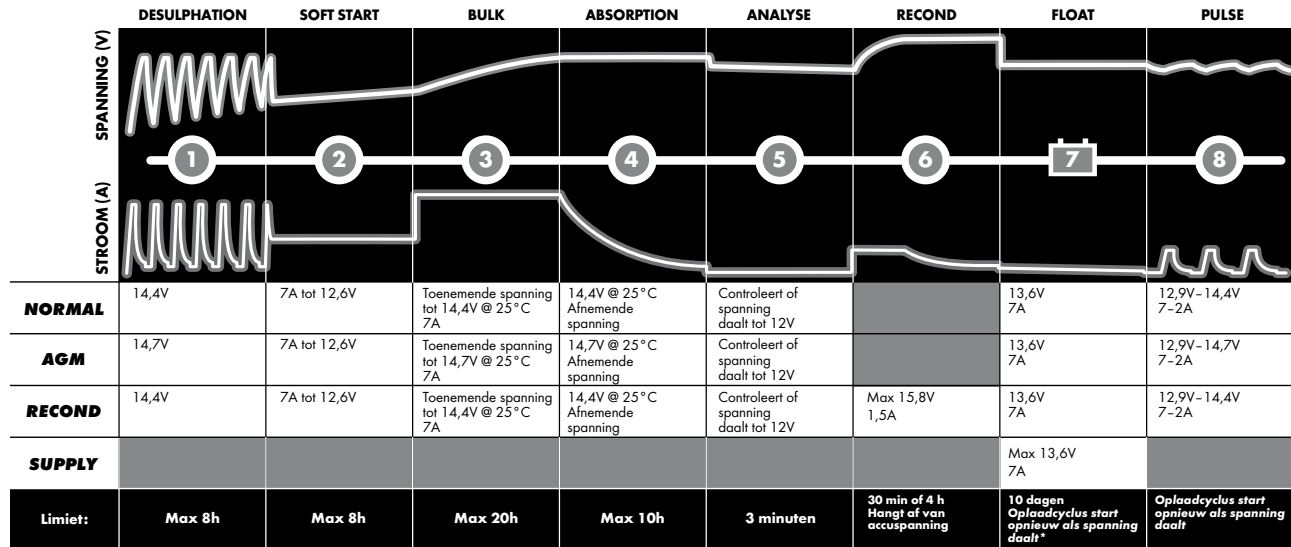 DESULPHATION SOFT START BULK ABSORPTION ANALYSE RECOND FLOAT PULSE
SPANNING (V)
1 2 3 4 5 6 7 8
STROOM (A)
NORMAL
14,4V
7A tot 12,6V
Toenemende spanning
tot 14,4V @ 25°C
7A
14,4V @ 25°C
Afnemende
spanning
Controleert of
spanning
daalt tot 12V
13,6V
7A
12,9V–14,4V
7–2A
AGM
14,7V
7A tot 12,6V
Toenemende spanning
tot 14,7V @ 25°C
7A
14,7V @ 25°C
Afnemende
spanning
Controleert of
spanning
daalt tot 12V
13,6V
7A
12,9V–14,7V
7–2A
RECOND
14,4V
7A tot 12,6V
Toenemende spanning
tot 14,4V @ 25°C
7A
14,4V @ 25°C
Afnemende
spanning
Controleert of
spanning
daalt tot 12V
Max 15,8V
1,5A
13,6V
7A
12,9V–14,4V
7–2A
SUPPLY
Max 13,6V
7A
Limiet:
Max 8h
Max 8h
Max 20h
Max 10h
3 minuten
30 min of 4 h
Hangt af van
accuspanning
10 dagen
Oplaadcyclus start
opnieuw als spanning
daalt*
Oplaadcyclus start
opnieuw als spanning
daalt